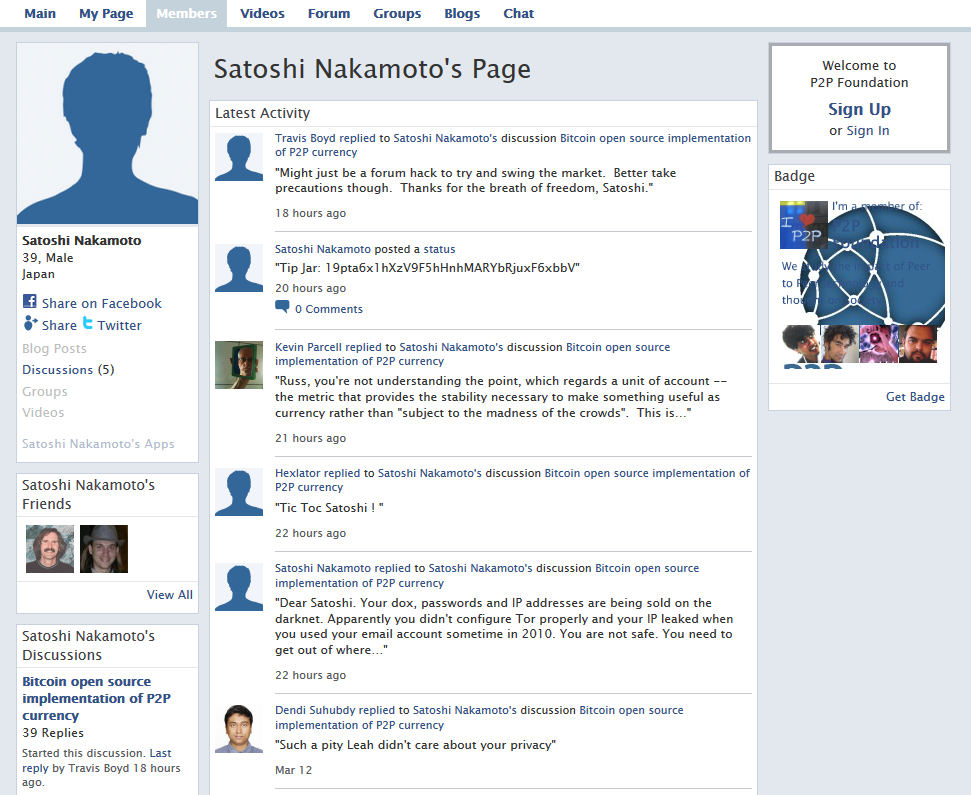 Main My Page Members Videos Forum Groups Blogs Chat
Satoshi Nakamoto
39, Male
Japan
Share on Facebook
Share Twitter
Blog Posts
Discussions (5)
Groups
Videos
Satoshi Nakamoto's Apps
Satoshi Nakamoto's
Friends
View All
Satoshi Nakamoto's
Discussions
Bitcoin open source
implementation of P2P
currency
39 Replies
Started this discussion. Last
reply by Travis Boyd 18 hours
ago.
Satoshi Nakamoto's Page
Latest Activity
Travis Boyd replied to Satoshi Nakamoto's discussion Bitcoin open source implementation
of P2P currency
"Might just be a forum hack to try and swing the market.  Better take
precautions though.  Thanks for the breath of freedom, Satoshi."
18 hours ago
Satoshi Nakamoto posted a status
"Tip Jar: 19pta6x1hXzV9F5hHnhMARYbRjuxF6xbbV"
20 hours ago
0 Comments
Kevin Parcell replied to Satoshi Nakamoto's discussion Bitcoin open source
implementation of P2P currency
"Russ, you're not understanding the point, which regards a unit of account --
the metric that provides the stability necessary to make something useful as
currency rather than "subject to the madness of the crowds".  This is…"
21 hours ago
Hexlator replied to Satoshi Nakamoto's discussion Bitcoin open source implementation of
P2P currency
"Tic Toc Satoshi ! "
22 hours ago
Satoshi Nakamoto replied to Satoshi Nakamoto's discussion Bitcoin open source
implementation of P2P currency
"Dear Satoshi. Your dox, passwords and IP addresses are being sold on the
darknet. Apparently you didn't configure Tor properly and your IP leaked when
you used your email account sometime in 2010. You are not safe. You need to
get out of where…"
22 hours ago
Dendi Suhubdy replied to Satoshi Nakamoto's discussion Bitcoin open source
implementation of P2P currency
"Such a pity Leah didn't care about your privacy"
Mar 12
Welcome to
P2P Foundation
Sign Up
or Sign In
Badge
I P2P
I'm a member of:
P2P
Foundation
We the impact of Peer
to and
on
Get Badge